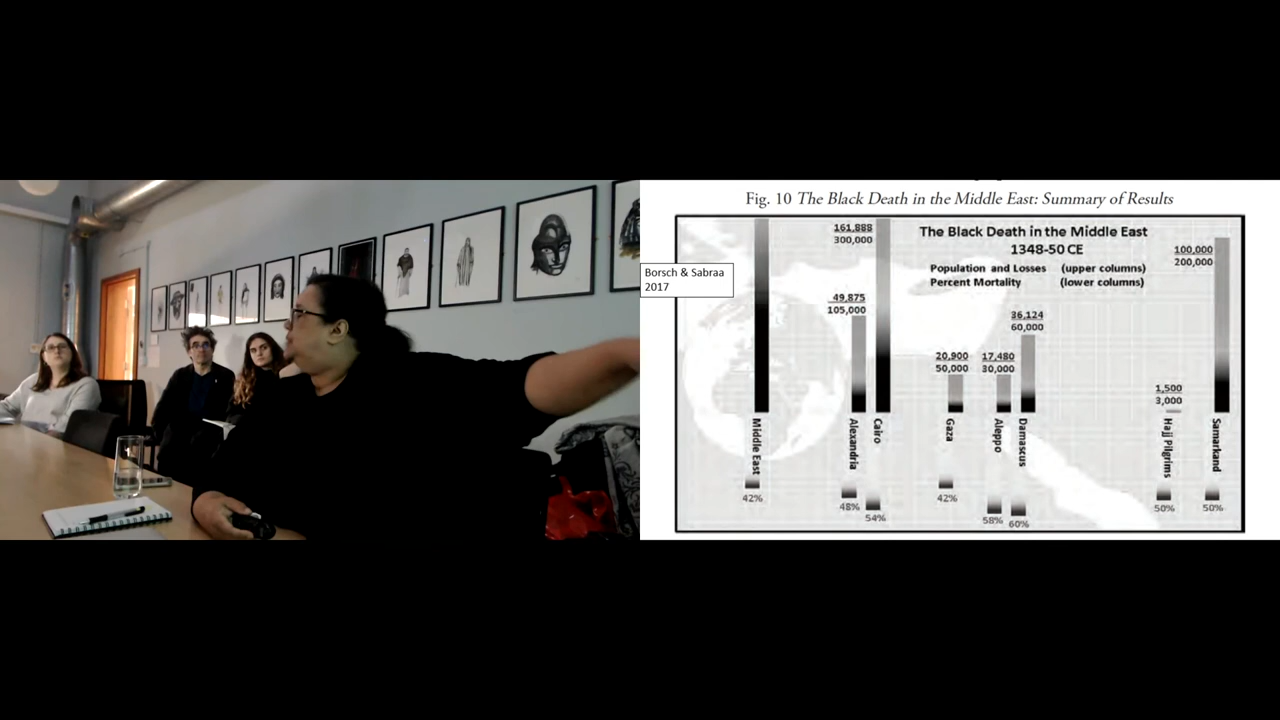 Fig. 10 The Black Death in the Middle East: Summary of Results
The Black Death in the Middle East
1348-50 CE
Population and Losses (upper columns)
Percent Mortality (lower columns)
Borsch & Sabraa
2017
161,888
300,000
49,875
105,000
20,900
50,000
17,480
30,000
36,124
60,000
1,500
3,000
100,000
200,000
Middle East
Alexandria
Cairo
Gaza
Aleppo
Damascus
Hajj Pilgrims
Samarkand
42%
48%
54%
42%
58%
60%
50%
50%